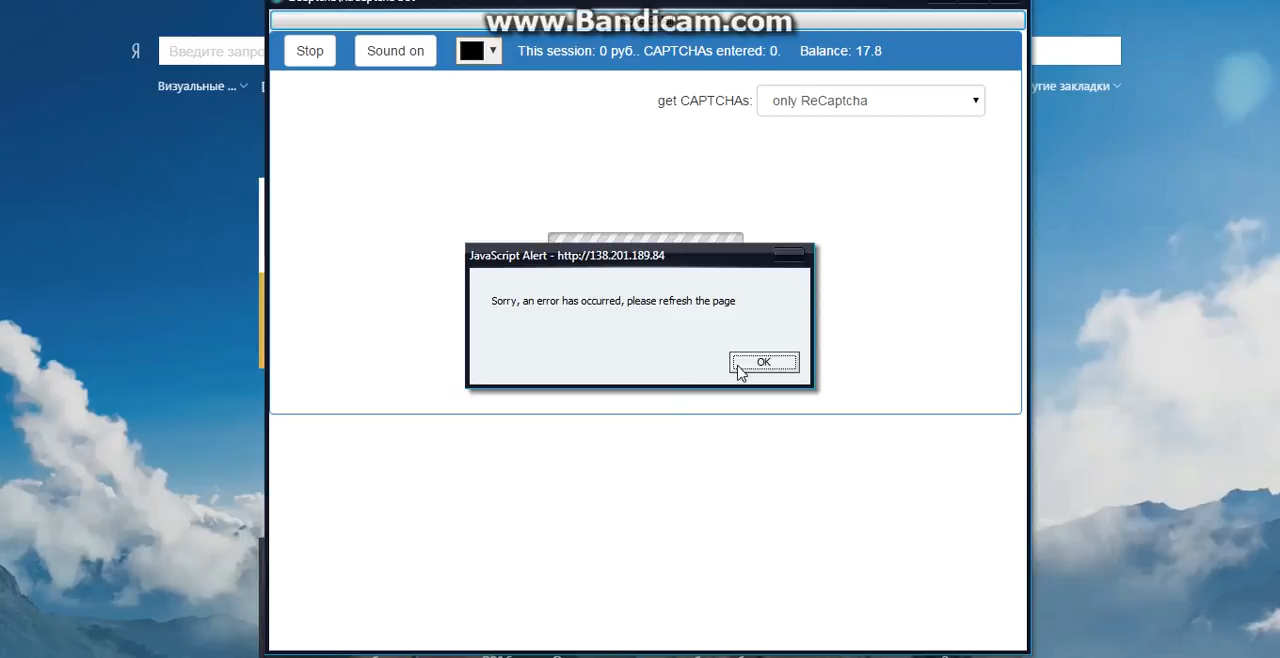 www.Bandicam.com
Я
Введите запро
Stop
Sound on
This session: 0 руб.. CAPTCHAs entered: 0.
Balance: 17.8
Визуальные ...
угие закладки
get CAPTCHAs:
only ReCaptcha
JavaScript Alert - http://138.201.189.84
Sorry, an error has occurred, please refresh the page
OK